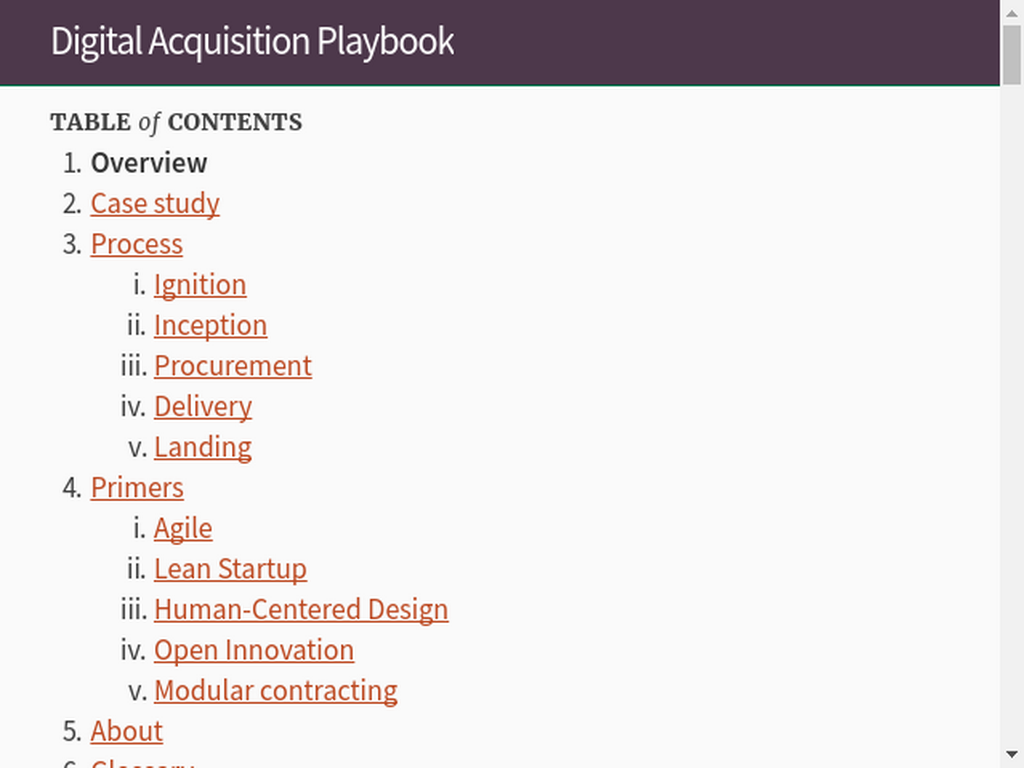 Digital Acquisition Playbook
TABLE of CONTENTS
1. Overview
2. Case study
3. Process
i. Ignition
ii. Inception
iii. Procurement
iv. Delivery
v. Landing
4. Primers
i. Agile
ii. Lean Startup
iii. Human-Centered Design
iv. Open Innovation
v. Modular contracting
5. About
6. Glossary